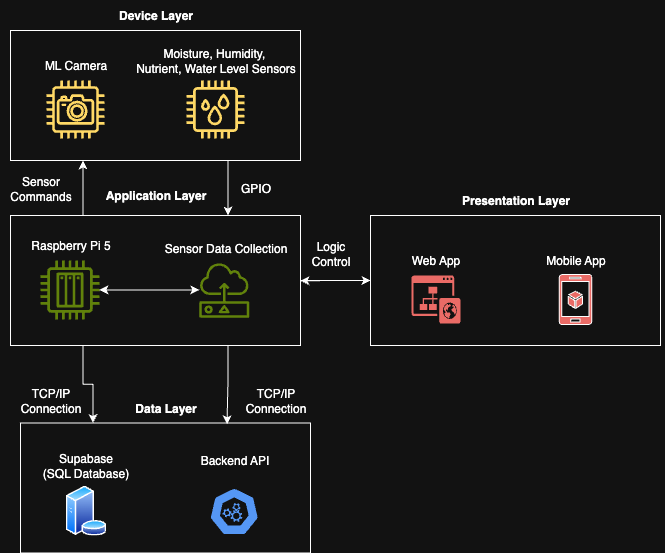 Device Layer
ML Camera
Moisture, Humidity,
Nutrient, Water Level Sensors
Sensor
Commands
GPIO
Application Layer
Raspberry Pi 5
Sensor Data Collection
Logic
Control
Presentation Layer
Web App
Mobile App
TCP/IP
Connection
TCP/IP
Connection
Data Layer
Supabase
(SQL Database)
Backend API